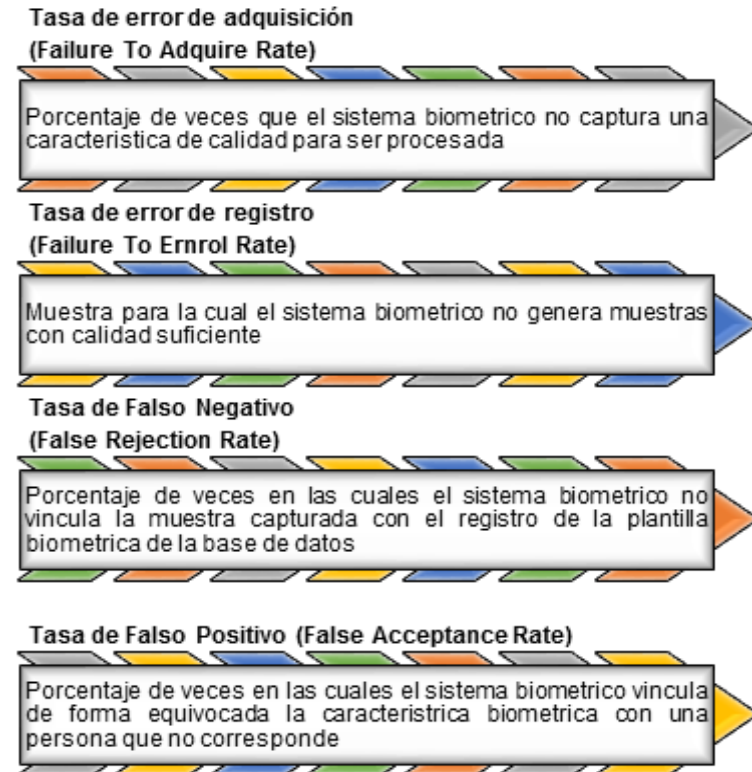 Tasa de error de adquisición
(Failure To Adquire Rate)
Porcentaje de veces que el sistema biometrico no captura una
caracteristica de calidad para ser procesada
Tasa de error de registro
(Failure To Ernrol Rate)
Muestra para la cual el sistema biometrico no genera muestras
con calidad suficiente
Tasa de Falso Negativo
(False Rejection Rate)
Porcentaje de veces en las cuales el sistema biometrico no
vincula la muestra capturada con el registro de la plantilla
biometrica de la base de datos
Tasa de Falso Positivo (False Acceptance Rate)
Porcentaje de veces en las cuales el sistema biometrico vincula
de forma equivocada la caracteristrica biometrica con una
persona que no corresponde